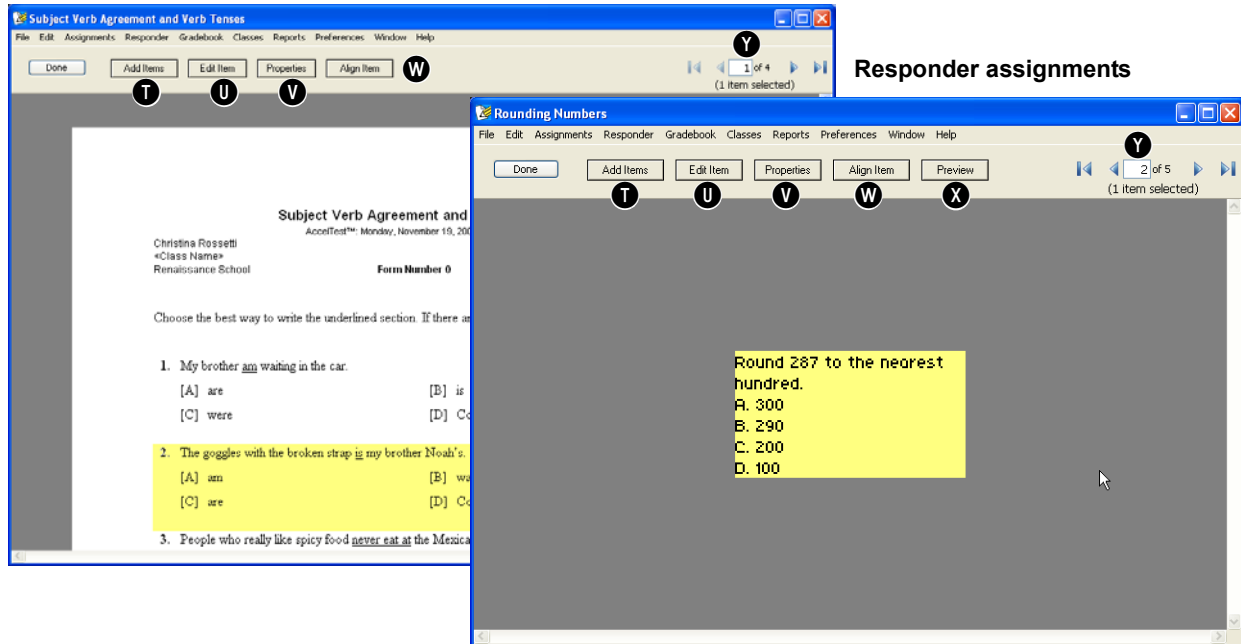 Subject Verb Agreement and Verb Tenses
File Edit Assignments Responder Gradebook Classes Reports Preferences Window Help
Done Add Items Edit Item Properties Align Item W
T U V
Y
1 of 4
(1 item selected)
Subject Verb Agreement and
AccelTest™: Monday, November 19, 200
Christina Rossetti
<Class Name>
Renaissance School Form Number 0
Choose the best way to write the underlined section. If there
1. My brother am waiting in the car.
[A] are [B] is
[C] were [D]
2. The goggles with the broken strap is my brother Noah's.
[A] am [B]
[C] are [D]
3. People who really like spicy food never eat at the
Responder assignments
Rounding Numbers
File Edit Assignments Responder Gradebook Classes Reports Preferences Window Help
Done Add Items Edit Item Properties Align Item Preview
T U V W X
Y
2 of 5
(1 item selected)
Round 287 to the nearest
hundred.
A. 300
B. 290
C. 200
D. 100